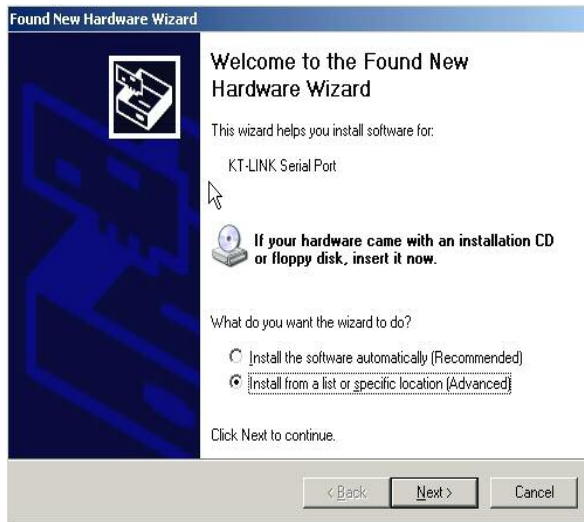 Found New Hardware Wizard
Welcome to the Found New
Hardware Wizard
This wizard helps you install software for:
KT-LINK Serial Port
If your hardware came with an installation CD
or floppy disk, insert it now.
What do you want the wizard to do?
Install the software automatically (Recommended)
Install from a list or specific location (Advanced)
Click Next to continue.
< Back Next > Cancel